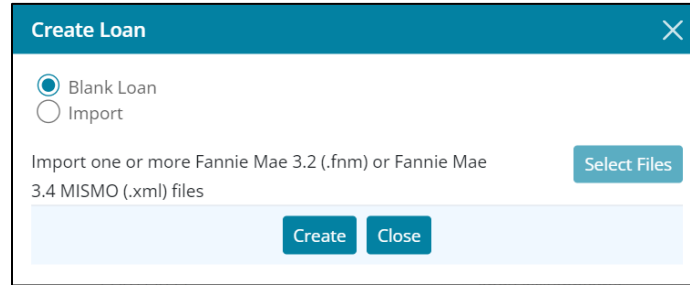 Create Loan
Blank Loan
Import
Import one or more Fannie Mae 3.2 (.fnm) or Fannie Mae
3.4 MISMO (.xml) files
Select Files
Create Close